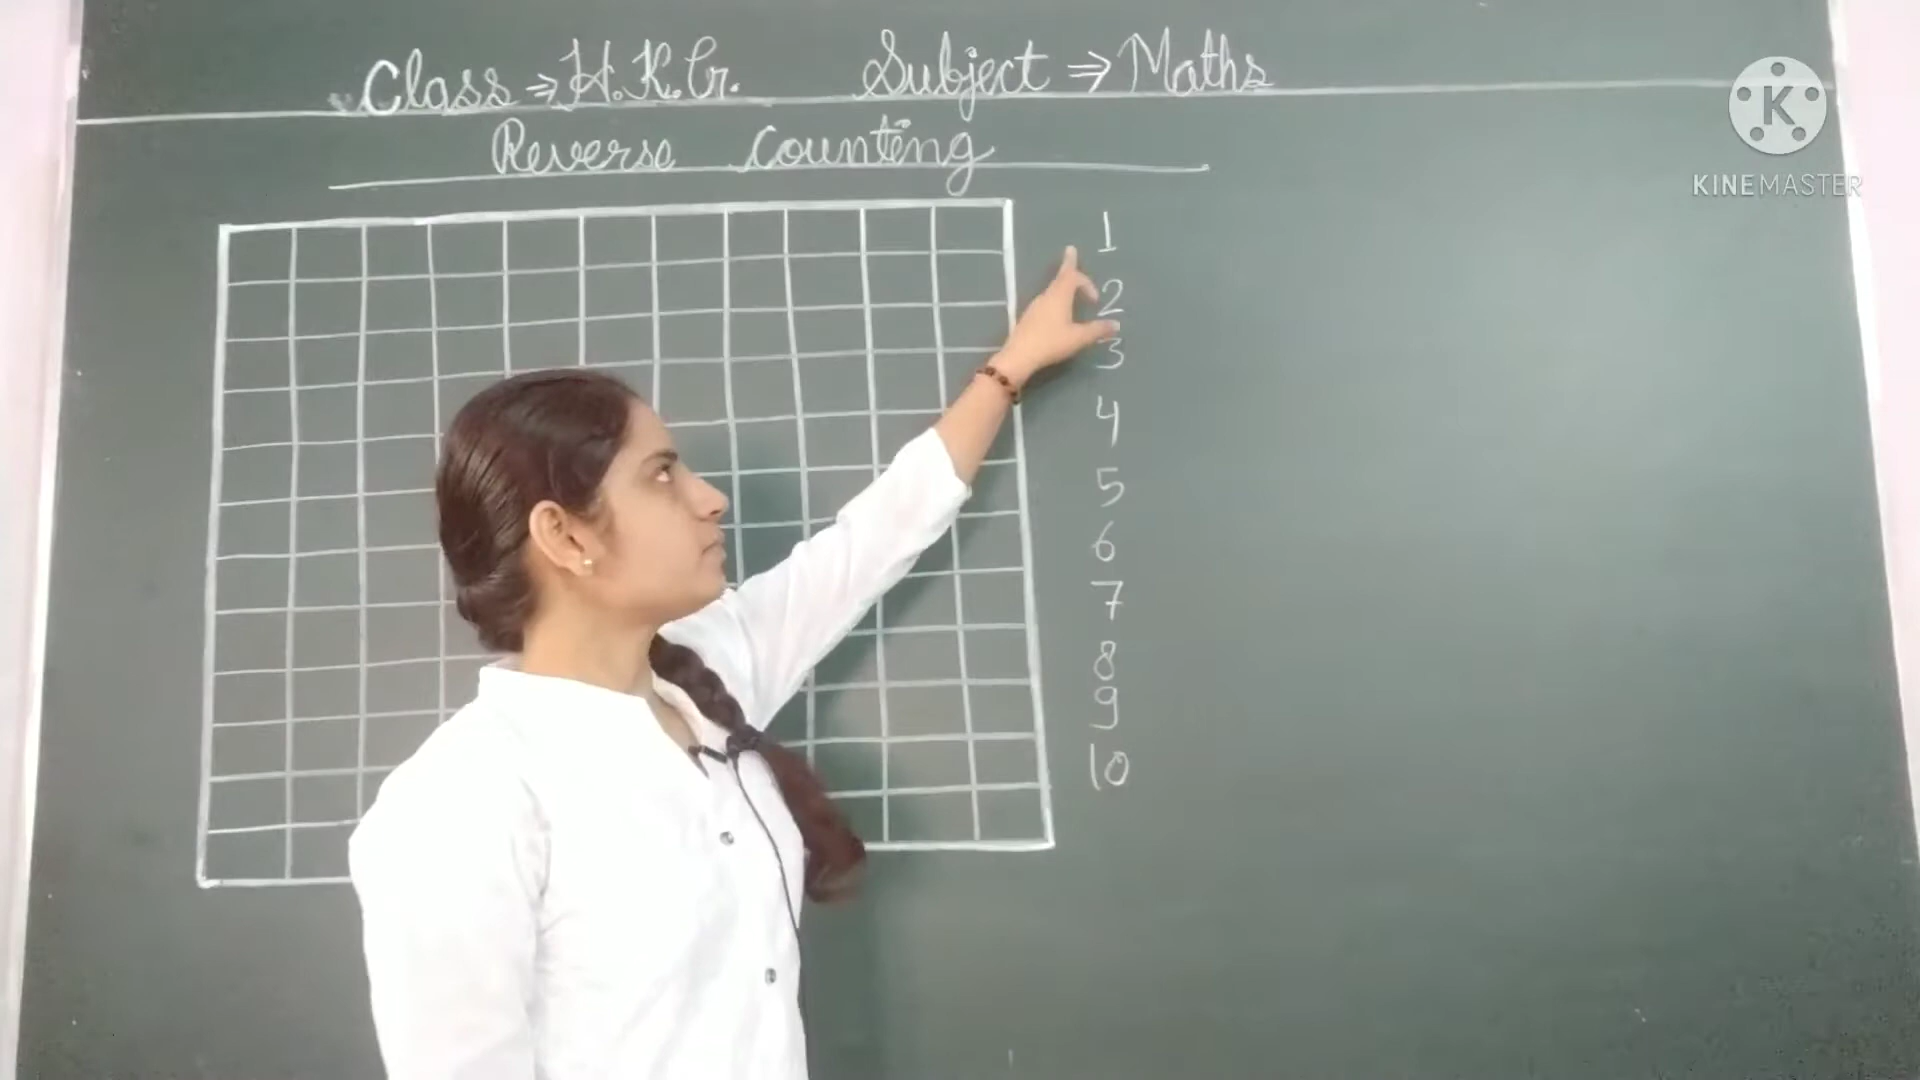 Class ⇒ H.K.G. Subject ⇒ Maths
Reverse counting
1
2
3
4
5
6
7
8
9
10
K
KINEMASTER